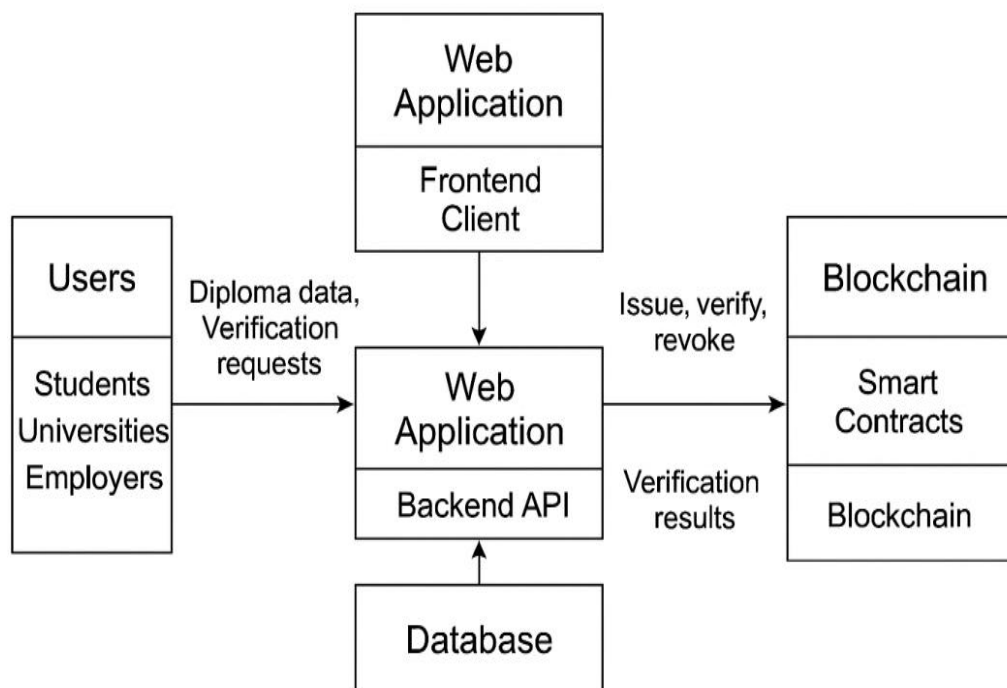 Web
Application
Frontend
Client
Users
Students
Universities
Employers
Diploma data,
Verification
requests
Web
Application
Backend API
Issue, verify,
revoke
Verification
results
Blockchain
Smart
Contracts
Blockchain
Database